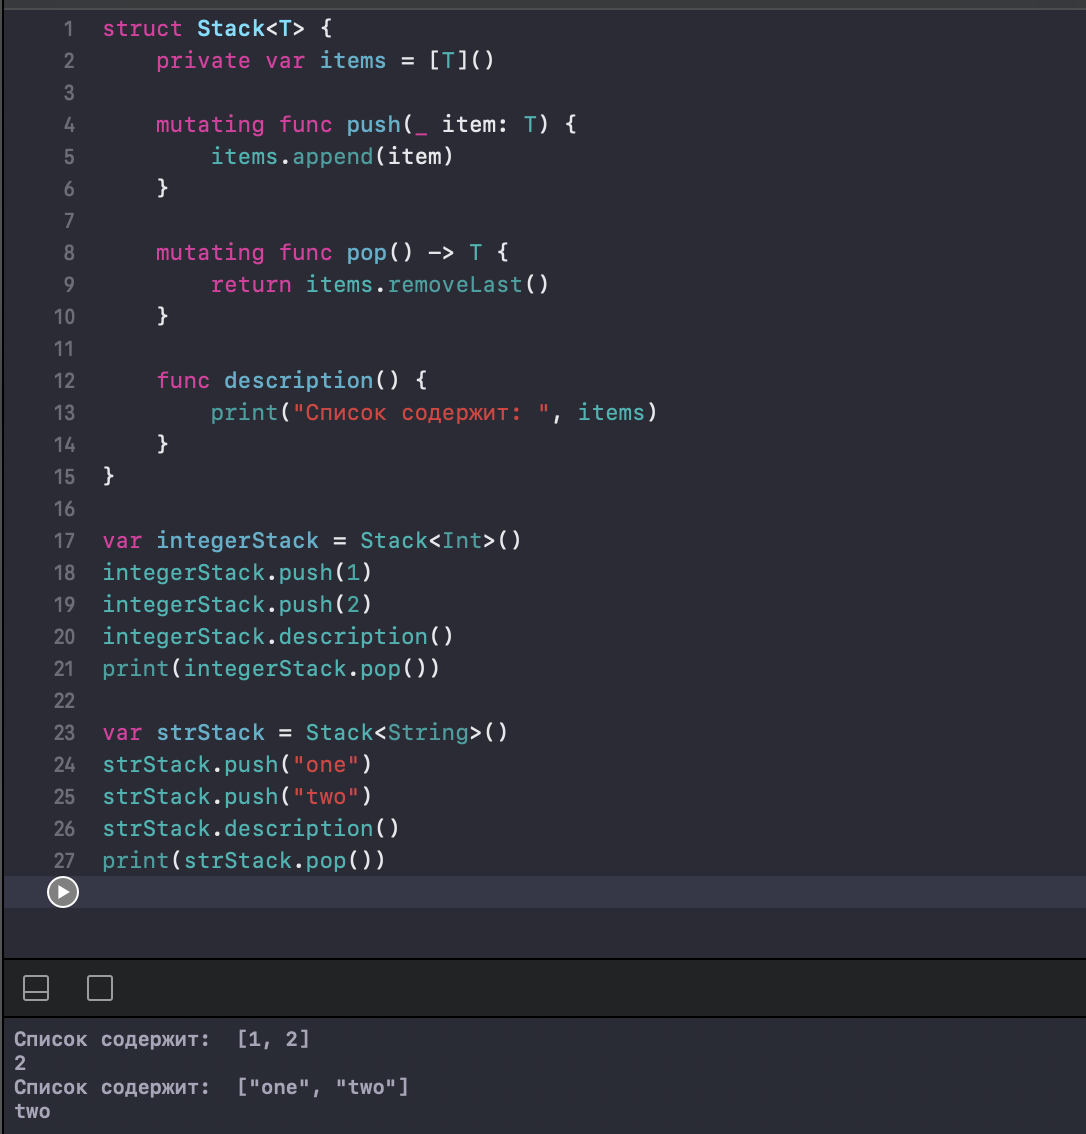 1 struct Stack<T> {
2     private var items = [T]()
3
4     mutating func push(_ item: T) {
5         items.append(item)
6     }
7
8     mutating func pop() -> T {
9         return items.removeLast()
10     }
11
12     func description() {
13         print("Список содержит: ", items)
14     }
15 }
16
17 var integerStack = Stack<Int>()
18 integerStack.push(1)
19 integerStack.push(2)
20 integerStack.description()
21 print(integerStack.pop())
22
23 var strStack = Stack<String>()
24 strStack.push("one")
25 strStack.push("two")
26 strStack.description()
27 print(strStack.pop())
Список содержит:  [1, 2]
2
Список содержит:  ["one", "two"]
two